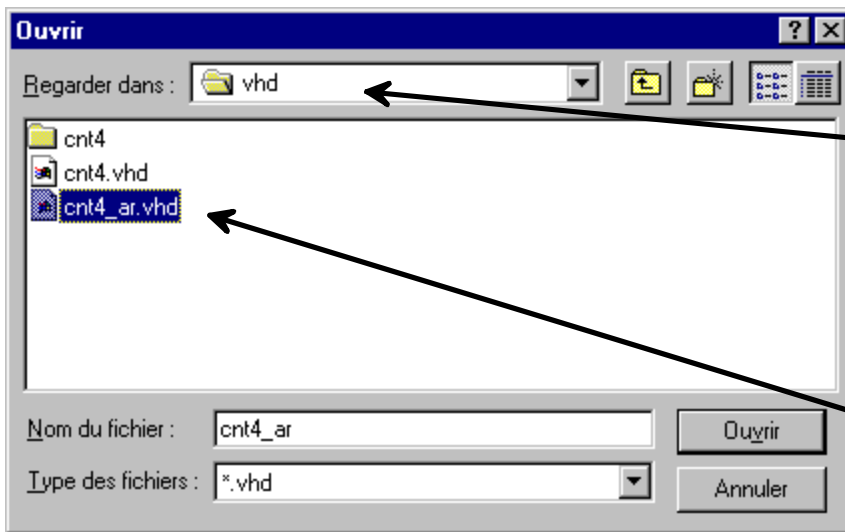 Ouvrir
Regarder dans : vhd
cnt4
cnt4.vhd
cnt4_ar.vhd
Nom du fichier : cnt4_ar Ouvrir
Type des fichiers : *.vhd Annuler